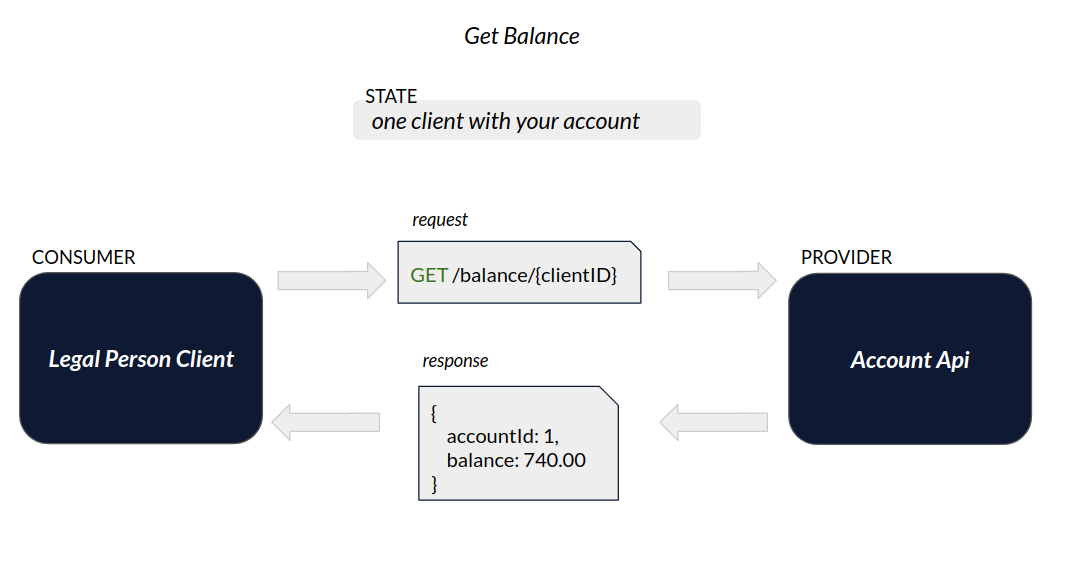 Get Balance
STATE
one client with your account
request
CONSUMER
PROVIDER
GET /balance/{clientID}
Legal Person Client
Account Api
response
{
accountId: 1,
balance: 740.00
}